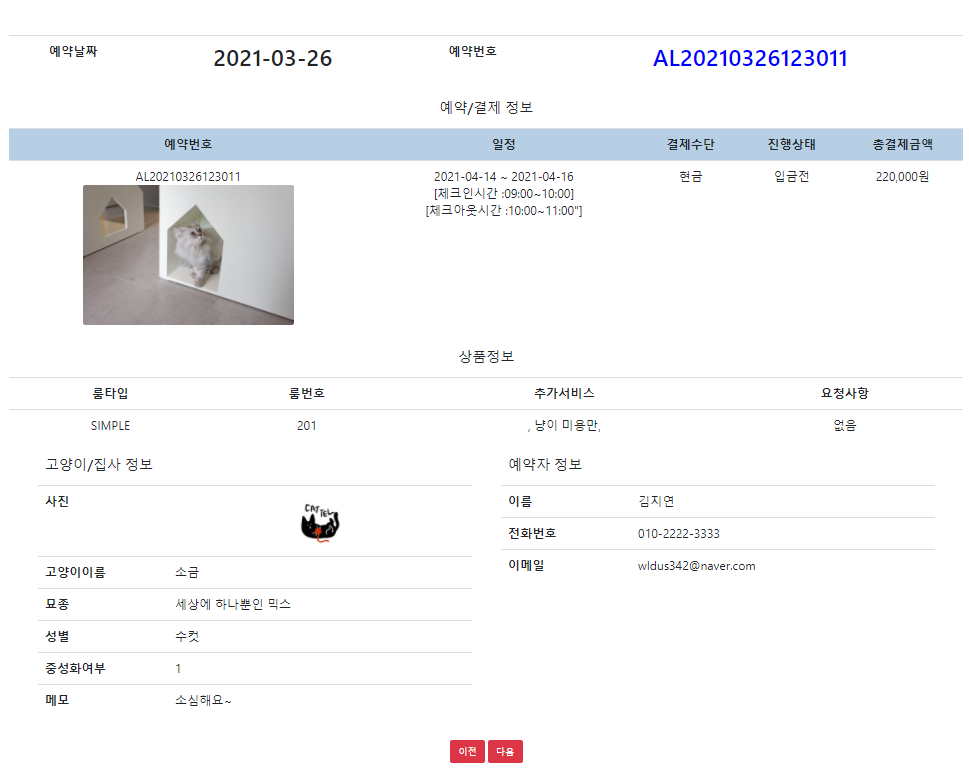 예약날짜 2021-03-26 예약번호 AL20210326123011
예약/결제 정보
예약번호 일정 결제수단 진행상태 총결제금액
AL20210326123011 2021-04-14 ~ 2021-04-16 현금 입금전 220,000원
[체크인시간 :09:00~10:00]
[체크아웃시간 :10:00~11:00"]
상품정보
룸타입 룸번호 추가서비스 요청사항
SIMPLE 201 , 냥이 미용만, 없음
고양이/집사 정보
사진
CATTEL
고양이이름 소금
묘종 세상에 하나뿐인 믹스
성별 수컷
중성화여부 1
메모 소심해요~
예약자 정보
이름 김지연
전화번호 010-2222-3333
이메일 wldus342@naver.com
이전 다음